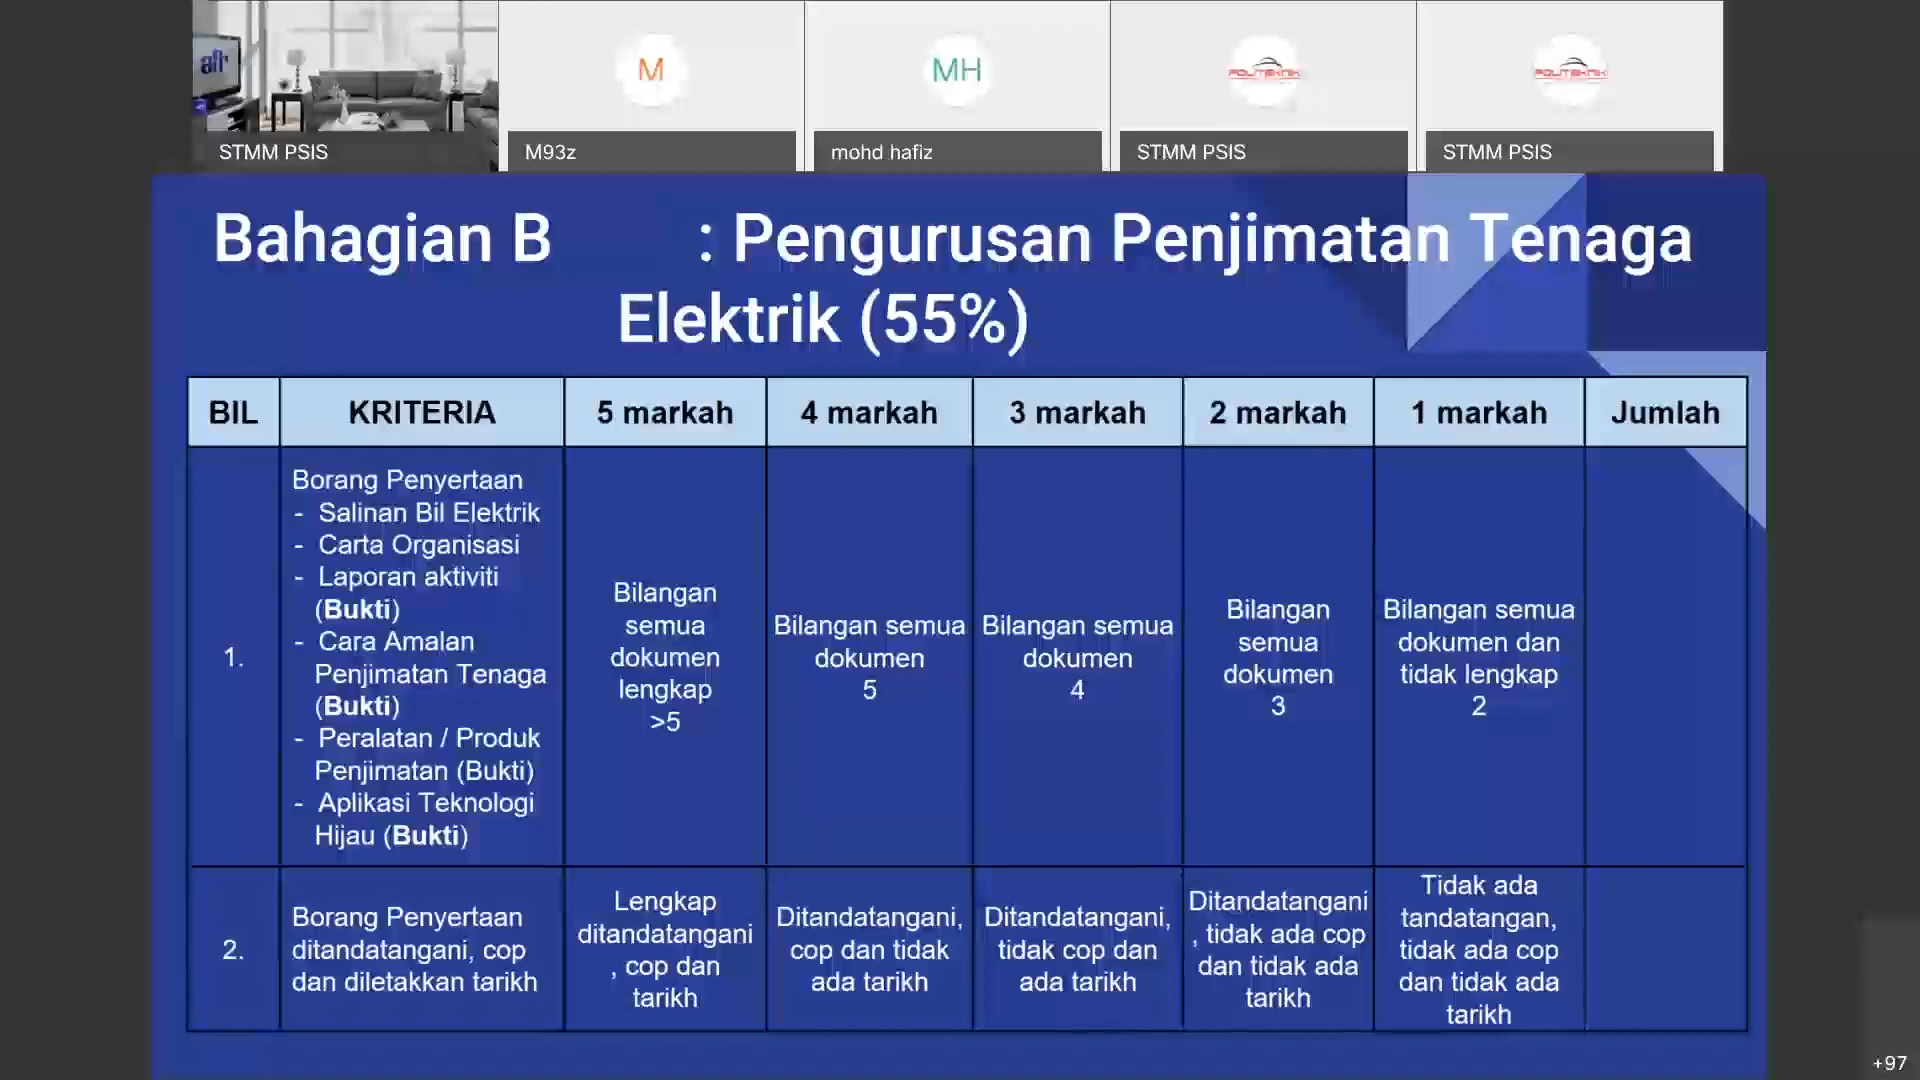 afr
M
MH
POLITEKNIK
POLITEKNIK
STMM PSIS
M93z
mohd hafiz
STMM PSIS
STMM PSIS
Bahagian B : Pengurusan Penjimatan Tenaga
Elektrik (55%)
BIL
KRITERIA
5 markah
4 markah
3 markah
2 markah
1 markah
Jumlah
1.
Borang Penyertaan
- Salinan Bil Elektrik
- Carta Organisasi
- Laporan aktiviti
(Bukti)
- Cara Amalan
Penjimatan Tenaga
(Bukti)
- Peralatan / Produk
Penjimatan (Bukti)
- Aplikasi Teknologi
Hijau (Bukti)
Bilangan
semua
dokumen
lengkap
>5
Bilangan semua
dokumen
5
Bilangan semua
dokumen
4
Bilangan
semua
dokumen
3
Bilangan semua
dokumen dan
tidak lengkap
2
2.
Borang Penyertaan
ditandatangani, cop
dan diletakkan tarikh
Lengkap
ditandatangani
, cop dan
tarikh
Ditandatangani,
cop dan tidak
ada tarikh
Ditandatangani,
tidak cop dan
ada tarikh
Ditandatangani
, tidak ada cop
dan tidak ada
tarikh
Tidak ada
tandatangan,
tidak ada cop
dan tidak ada
tarikh
+97